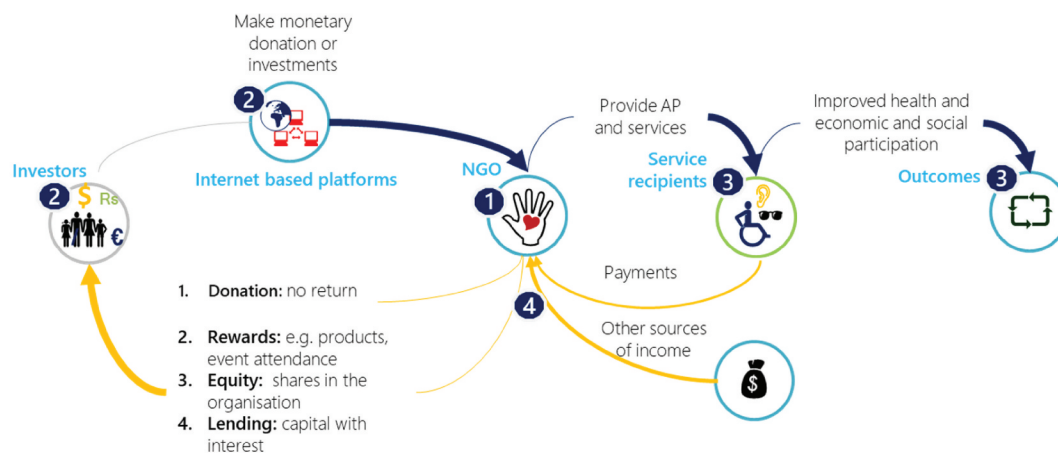 Make monetary
donation or
investments
2
Internet based platforms
Investors
2
$ Rs
€
NGO
1
Provide AP
and services
Service
recipients
3
Improved health and
economic and social
participation
Outcomes
3
Payments
4
Other sources
of income
$
1. Donation: no return
2. Rewards: e.g. products,
event attendance
3. Equity: shares in the
organisation
4. Lending: capital with
interest